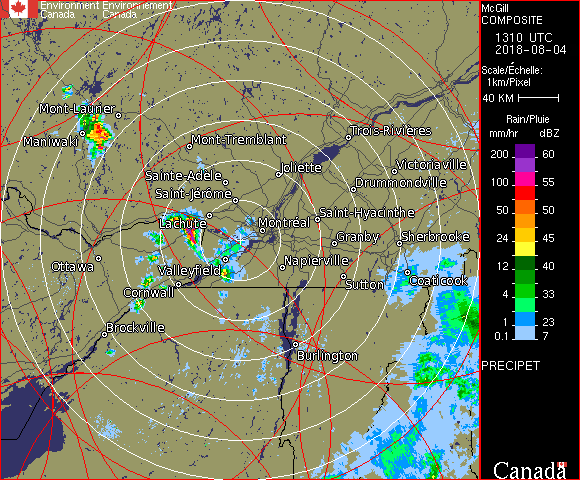 Environment Environnement
Canada Canada
Mont-Laurier
Maniwaki
Mont-Tremblant
Trois-Rivières
Sainte-Adèle
Joliette
Victoriaville
Saint-Jérôme
Drummondville
Lachute
Montréal
Saint-Hyacinthe
Granby
Sherbrooke
Ottawa
Valleyfield
Napierville
Cornwall
Sutton
Coaticook
Brockville
Burlington
McGill
COMPOSITE
1310 UTC
2018-08-04
Scale/Échelle:
1km/Pixel
40 KM
Rain/Pluie
mm/hr dBZ
200 60
150 57
100 55
50 50
24 45
12 40
4 33
1 23
0.1 7
PRECIPET
Canada